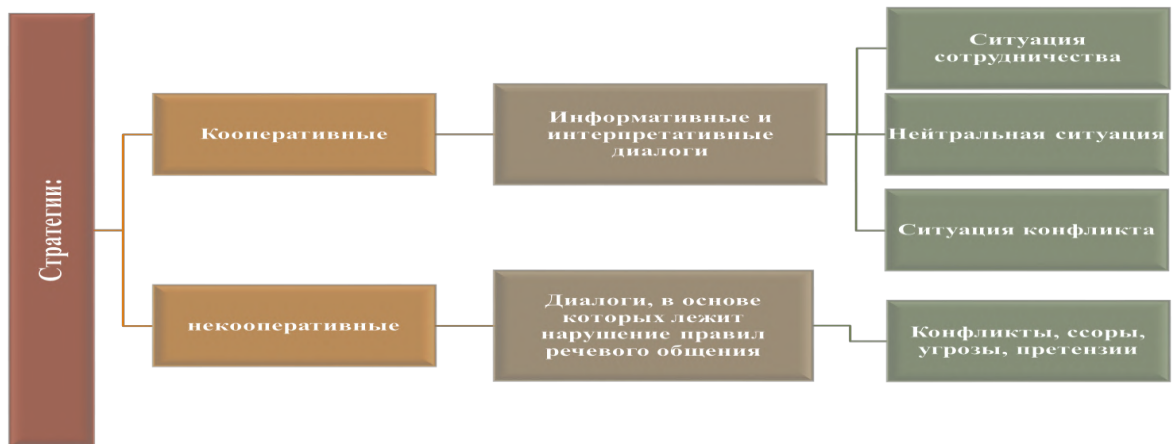 Стратегии:
Кооперативные
Информативные и
интерпретативные
диалоги
Ситуация
сотрудничества
Нейтральная ситуация
Ситуация конфликта
некооперативные
Диалоги, в основе
которых лежит
нарушение правил
речевого общения
Конфликты, ссоры,
угрозы, претензии